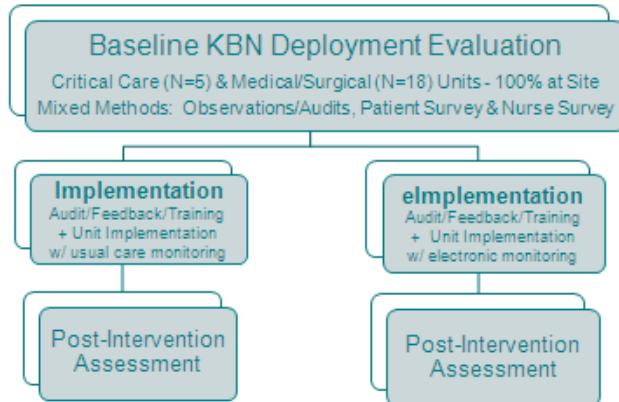 Baseline KBN Deployment Evaluation
Critical Care (N=5) & Medical/Surgical (N=18) Units - 100% at Site
Mixed Methods: Observations/Audits, Patient Survey & Nurse Survey
Implementation
Audit/Feedback/Training
+ Unit Implementation
w/ usual care monitoring
eImplementation
Audit/Feedback/Training
+ Unit Implementation
w/ electronic monitoring
Post-Intervention
Assessment
Post-Intervention
Assessment